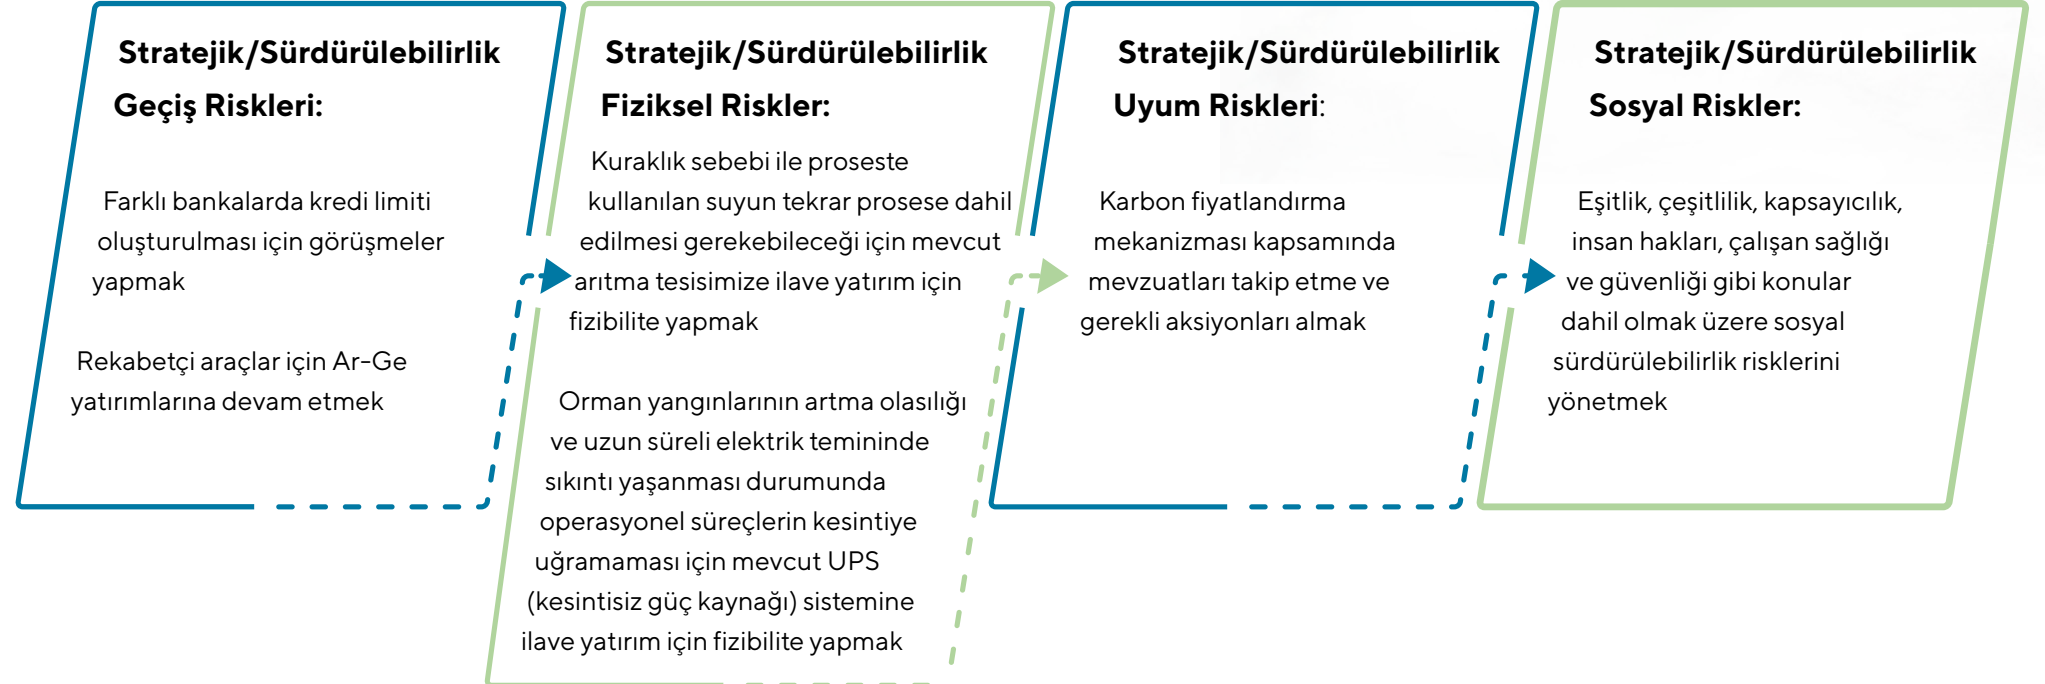 Stratejik/Sürdürülebilirlik
Geçiş Riskleri:
Farklı bankalarda kredi limiti
oluşturulması için görüşmeler
yapmak
Rekabetçi araçlar için Ar-Ge
yatırımlarına devam etmek
Stratejik/Sürdürülebilirlik
Fiziksel Riskler:
Kuraklık sebebi ile proseste
kullanılan suyun tekrar prosese dahil
edilmesi gerekebileceği için mevcut
arıtma tesisimize ilave yatırım için
fizibilite yapmak
Orman yangınlarının artma olasılığı
ve uzun süreli elektrik temininde
sıkıntı yaşanması durumunda
operasyonel süreçlerin kesintiye
uğramaması için mevcut UPS
(kesintisiz güç kaynağı) sistemine
ilave yatırım için fizibilite yapmak
Stratejik/Sürdürülebilirlik
Uyum Riskleri:
Karbon fiyatlandırma
mekanizması kapsamında
mevzuatları takip etme ve
gerekli aksiyonları almak
Stratejik/Sürdürülebilirlik
Sosyal Riskler:
Eşitlik, çeşitlilik, kapsayıcılık,
insan hakları, çalışan sağlığı
ve güvenliği gibi konular
dahil olmak üzere sosyal
sürdürülebilirlik risklerini
yönetmek